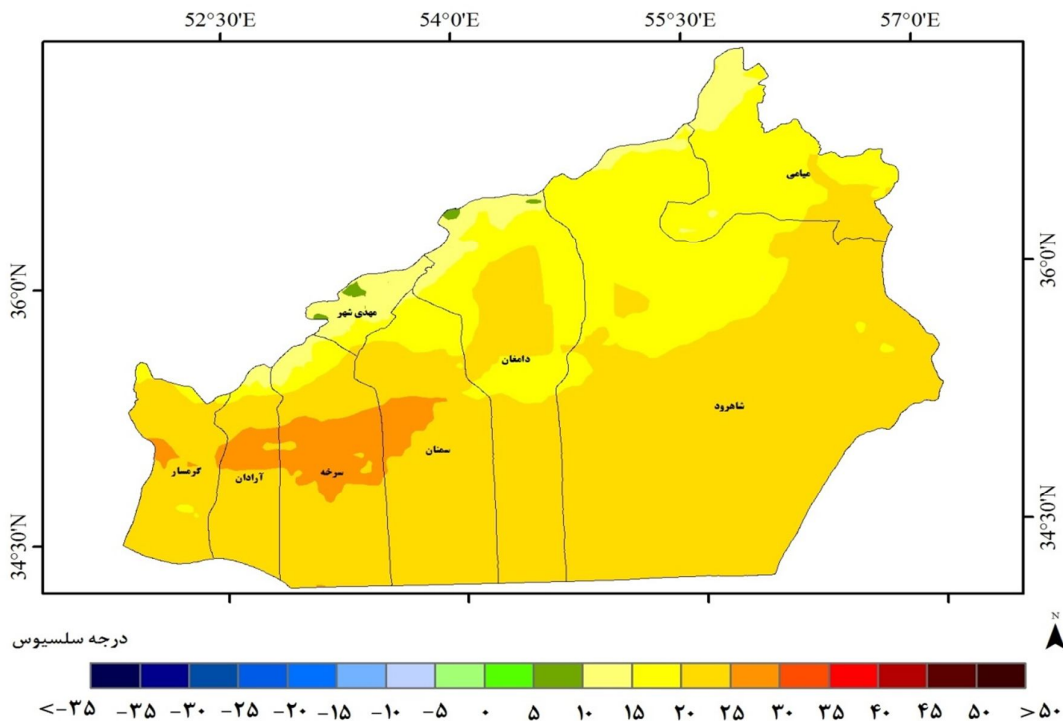 52°30'E 54°0'E 55°30'E 57°0'E
میامی
36°0'N 36°0'N
مهدی شهر
دامغان
شاهرود
سمنان
گرمسار آرادان سرخه
34°30'N 34°30'N
درجه سلسیوس
N
<-۳۵ -۳۵ -۳۰ -۲۵ -۲۰ -۱۵ -۱۰ -۵ ۰ ۵ ۱۰ ۱۵ ۲۰ ۲۵ ۳۰ ۳۵ ۴۰ ۴۵ ۵۰ >۵۰